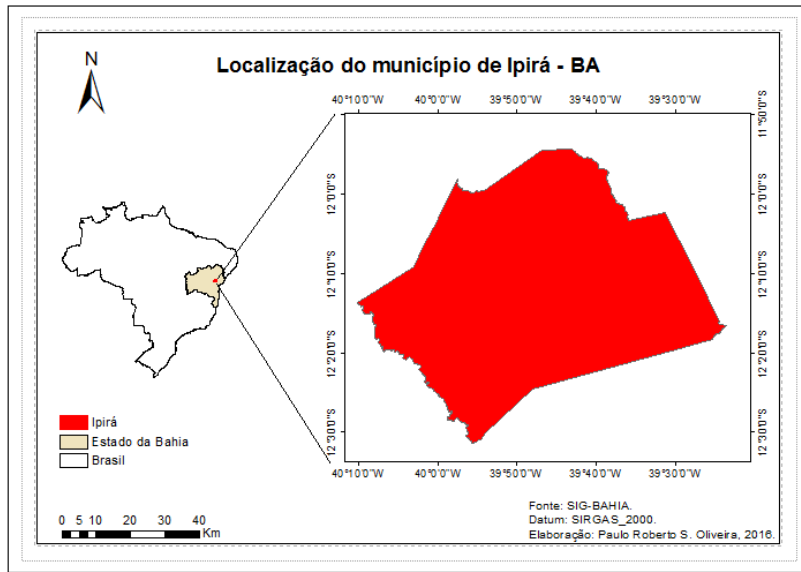 N
Localização do município de Ipirá - BA
40°10'0"W 40°0'0"W 39°50'0"W 39°40'0"W 39°30'0"W
11°50'0"S
12°0'0"S 12°0'0"S
12°10'0"S 12°10'0"S
12°20'0"S 12°20'0"S
12°30'0"S 12°30'0"S
40°10'0"W 40°0'0"W 39°50'0"W 39°40'0"W 39°30'0"W
Ipirá
Estado da Bahia
Brasil
0 5 10 20 30 40
Km
Fonte: SIG-BAHIA.
Datum: SIRGAS_2000.
Elaboração: Paulo Roberto S. Oliveira, 2016.